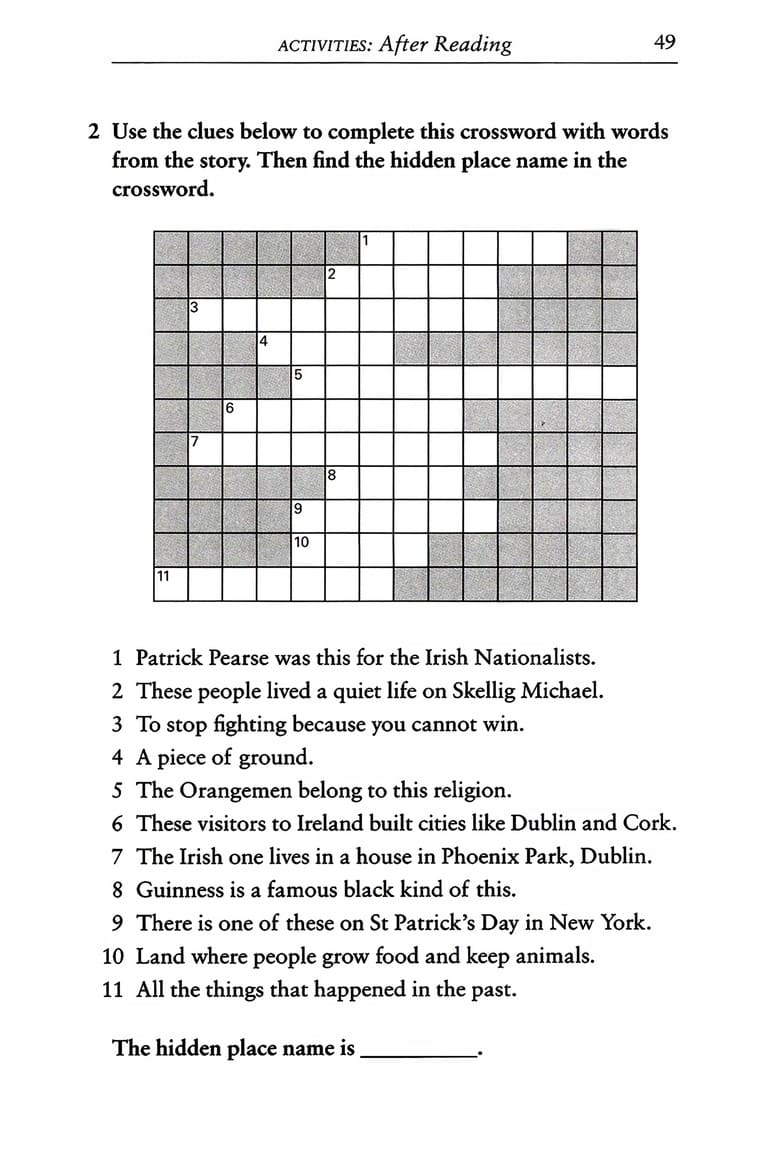 ACTIVITIES: After Reading 49
2 Use the clues below to complete this crossword with words
from the story. Then find the hidden place name in the
crossword.
1
2
3
4
5
6
7
8
9
10
11
1 Patrick Pearse was this for the Irish Nationalists.
2 These people lived a quiet life on Skellig Michael.
3 To stop fighting because you cannot win.
4 A piece of ground.
5 The Orangemen belong to this religion.
6 These visitors to Ireland built cities like Dublin and Cork.
7 The Irish one lives in a house in Phoenix Park, Dublin.
8 Guinness is a famous black kind of this.
9 There is one of these on St Patrick's Day in New York.
10 Land where people grow food and keep animals.
11 All the things that happened in the past.
The hidden place name is __________.